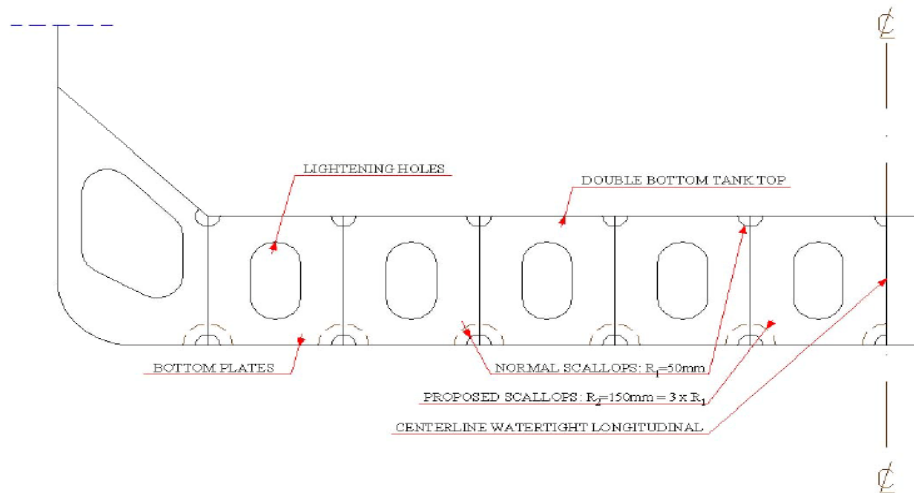 ℄
LIGHTENING HOLES
DOUBLE BOTTOM TANK TOP
BOTTOM PLATES
NORMAL SCALLOPS: R₁=50mm
PROPOSED SCALLOPS: R₂=150mm = 3 x R₁
CENTERLINE WATERTIGHT LONGITUDINAL
℄